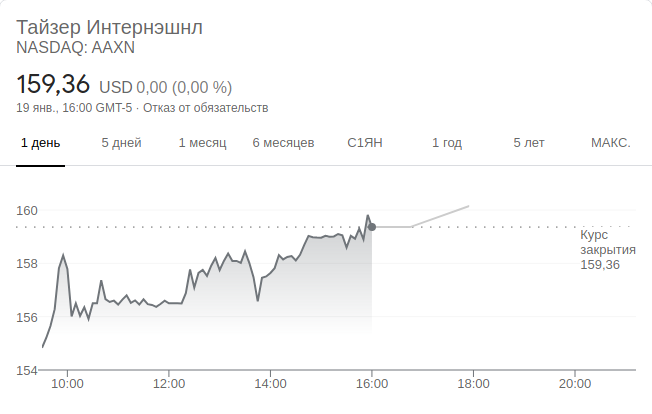 Тайзер Интернэшнл
NASDAQ: AAXN
159,36 USD 0,00 (0,00 %)
19 янв., 16:00 GMT-5 · Отказ от обязательств
1 день 5 дней 1 месяц 6 месяцев С1ЯН 1 год 5 лет МАКС.
160
Курс
закрытия
159,36
158
156
154
10:00 12:00 14:00 16:00 18:00 20:00